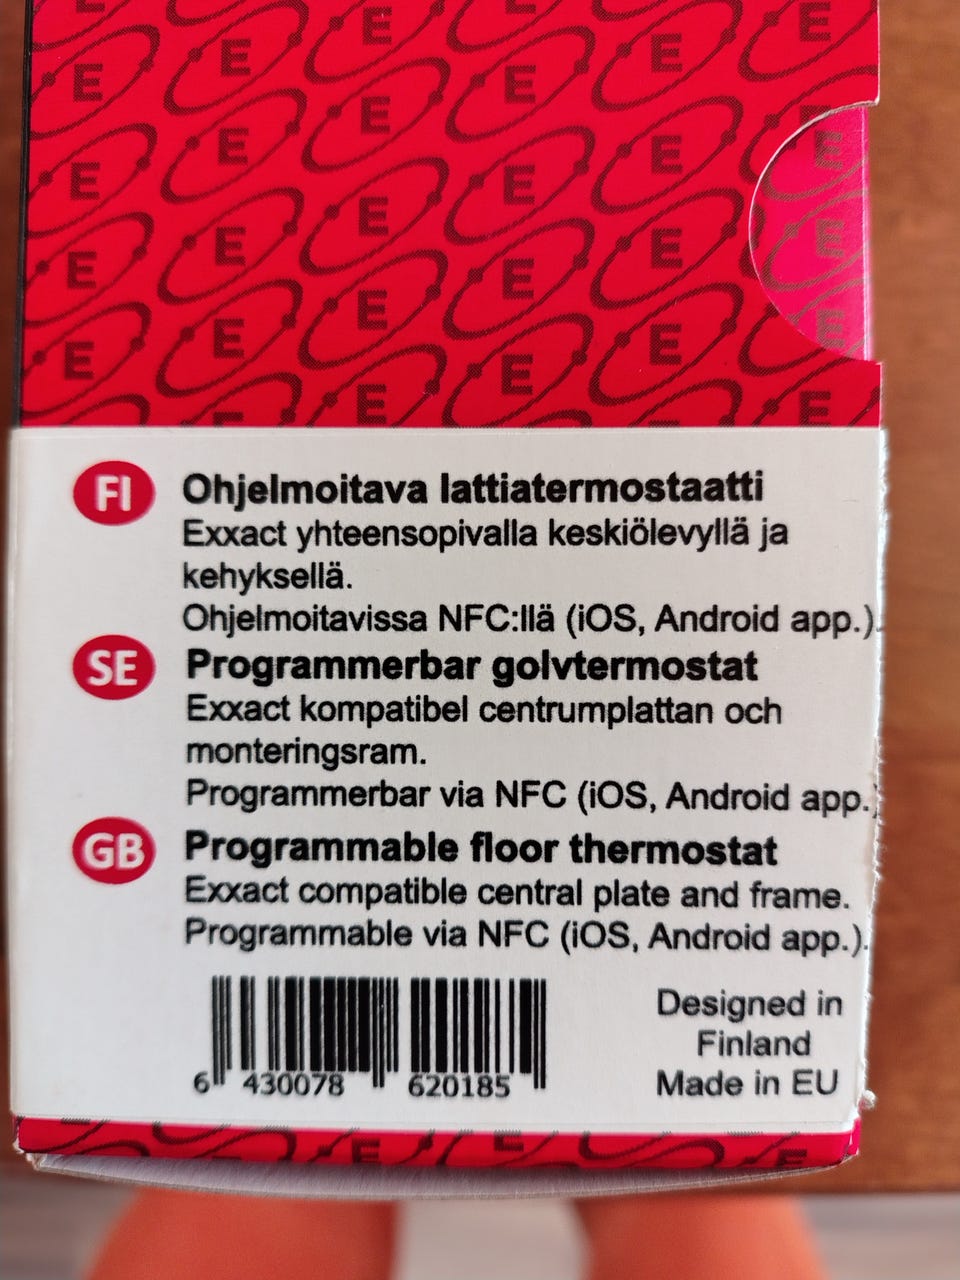 FI Ohjelmoitava lattiatermostaatti
Exxact yhteensopivalla keskiölevyllä ja
kehyksellä.
Ohjelmoitavissa NFC:llä (iOS, Android app.).
SE Programmerbar golvtermostat
Exxact kompatibel centrumplattan och
monteringsram.
Programmerbar via NFC (iOS, Android app.
GB Programmable floor thermostat
Exxact compatible central plate and frame.
Programmable via NFC (iOS, Android app.).
6 430078 620185
Designed in
Finland
Made in EU